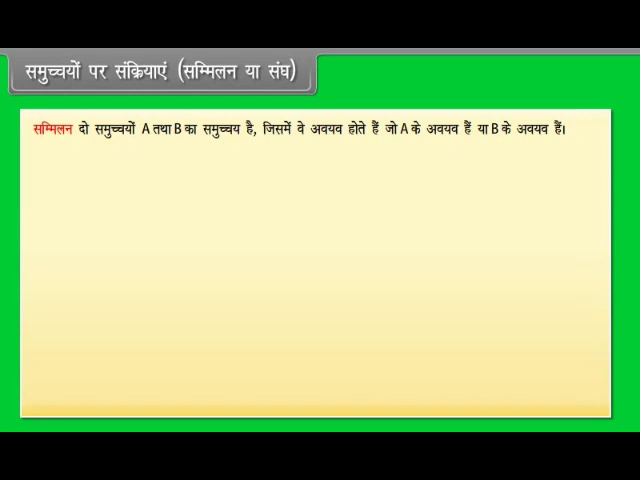 समुच्चयों पर संक्रियाएं (सम्मिलन या संघ)
सम्मिलन दो समुच्चयों A तथा B का समुच्चय है, जिसमें वे अवयव होते हैं जो A के अवयव हैं या B के अवयव हैं।